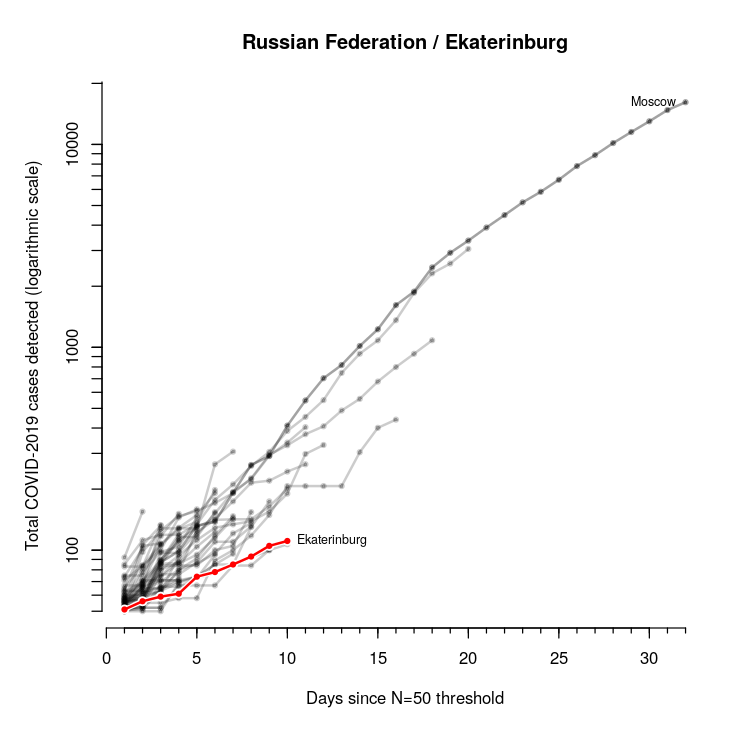 Russian Federation / Ekaterinburg
Total COVID-2019 cases detected (logarithmic scale)
10000
1000
100
Moscow
Ekaterinburg
0 5 10 15 20 25 30
Days since N=50 threshold